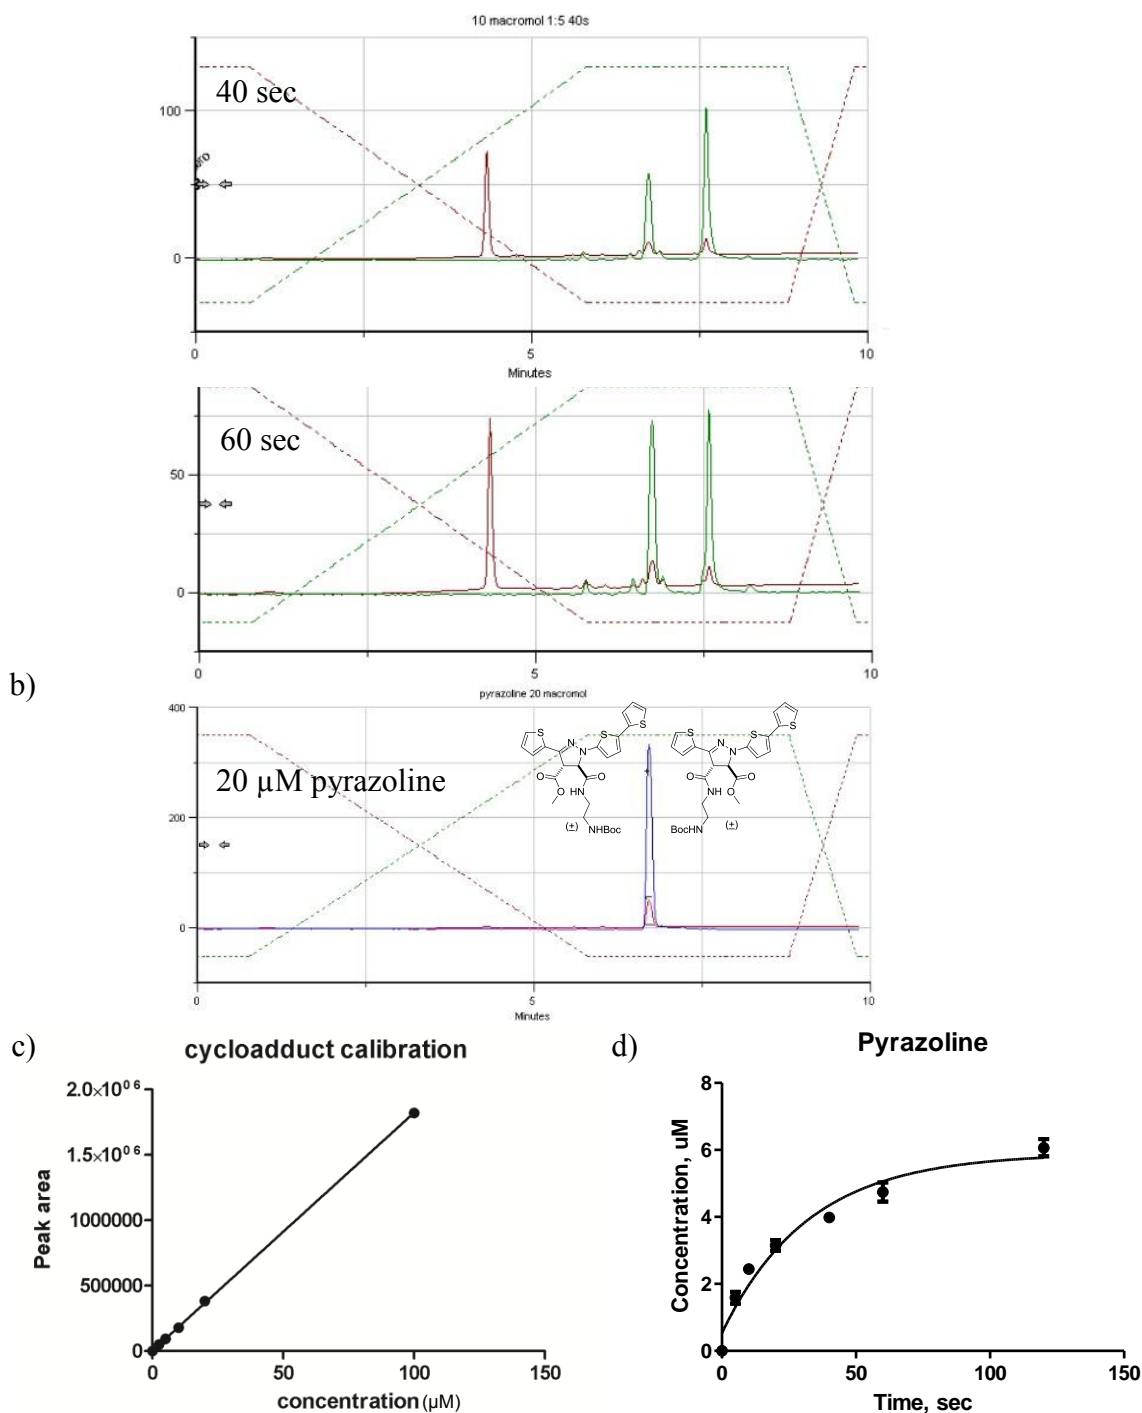 10 macromol 1:5 40s
40 sec
100
0
0 5 10
Minutes
60 sec
50
0
0 5 10
b)
pyrazoline 20 macromol
400
20 µM pyrazoline
200
0
S S S N N S S S N N
O O O O
O NH HN O
(±) NHBoc BocHN (±)
0 5 10
Minutes
c) cycloadduct calibration
2.0×10⁰⁶
1.5×10⁰⁶
1000000
500000
0
Peak area
0 50 100 150
concentration (µM)
d) Pyrazoline
8
6
4
2
0
Concentration, uM
0 50 100 150
Time, sec